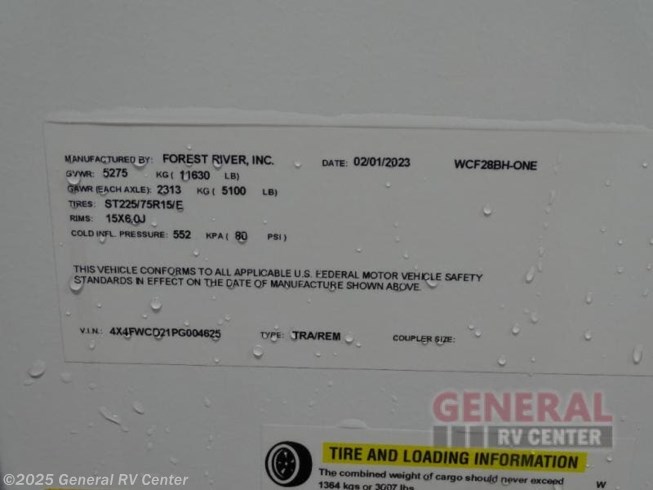 MANUFACTURED BY: FOREST RIVER, INC. DATE: 02/01/2023 WCF28BH-ONE
GVWR: 5275 KG ( 11630 LB)
GAWR (EACH AXLE): 2313 KG ( 5100 LB)
TIRES: ST225/75R15/E
RIMS: 15X6.0J
COLD INFL. PRESSURE: 552 KPA ( 80 PSI )
THIS VEHICLE CONFORMS TO ALL APPLICABLE U.S. FEDERAL MOTOR VEHICLE SAFETY
STANDARDS IN EFFECT ON THE DATE OF MANUFACTURE SHOWN ABOVE.
V.I.N.: 4X4FWCD21PG004625 TYPE: TRA/REM COUPLER SIZE:
GENERAL
RV CENTER
TIRE AND LOADING INFORMATION
The combined weight of cargo should never exceed
1364 kgs or 3007 lbs.
W
©2025 General RV Center